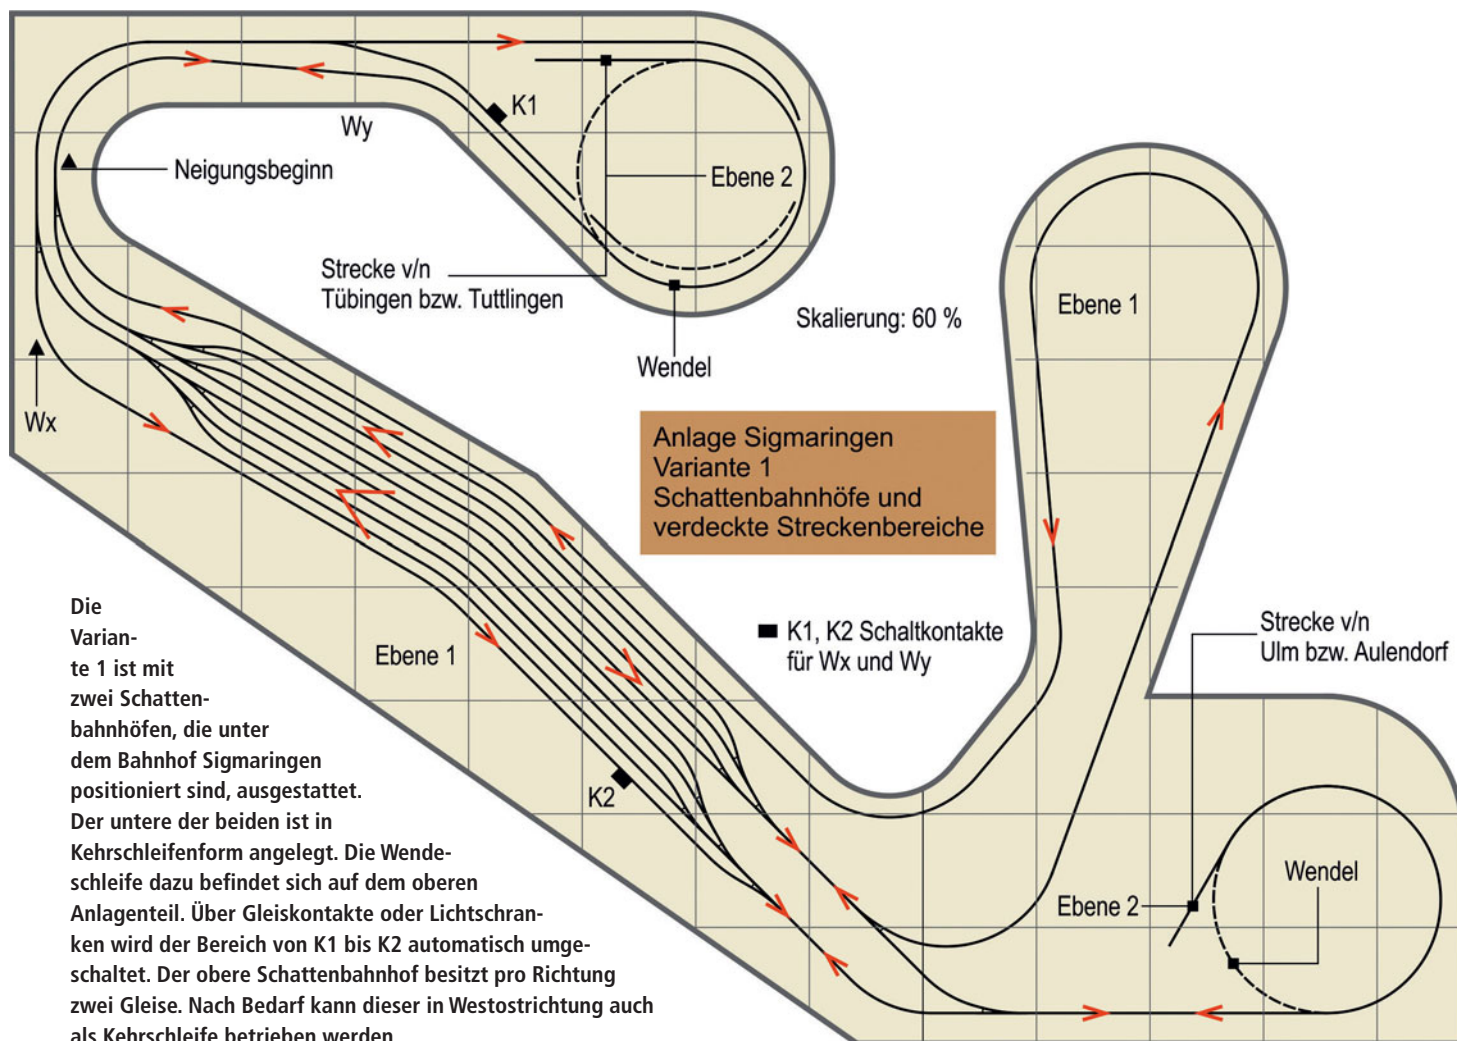 K1
Wy
Neigungsbeginn
Ebene 2
Strecke v/n
Tübingen bzw. Tuttlingen
Skalierung: 60 %
Ebene 1
Wendel
Wx
Anlage Sigmaringen
Variante 1
Schattenbahnhöfe und
verdeckte Streckenbereiche
K1, K2 Schaltkontakte
für Wx und Wy
Strecke v/n
Ulm bzw. Aulendorf
Ebene 1
K2
Wendel
Ebene 2
Die
Varian-
te 1 ist mit
zwei Schatten-
bahnhöfen, die unter
dem Bahnhof Sigmaringen
positioniert sind, ausgestattet.
Der untere der beiden ist in
Kehrschleifenform angelegt. Die Wende-
schleife dazu befindet sich auf dem oberen
Anlagenteil. Über Gleiskontakte oder Lichtschran-
ken wird der Bereich von K1 bis K2 automatisch umge-
schaltet. Der obere Schattenbahnhof besitzt pro Richtung
zwei Gleise. Nach Bedarf kann dieser in Westostrichtung auch
als Kehrschleife betrieben werden